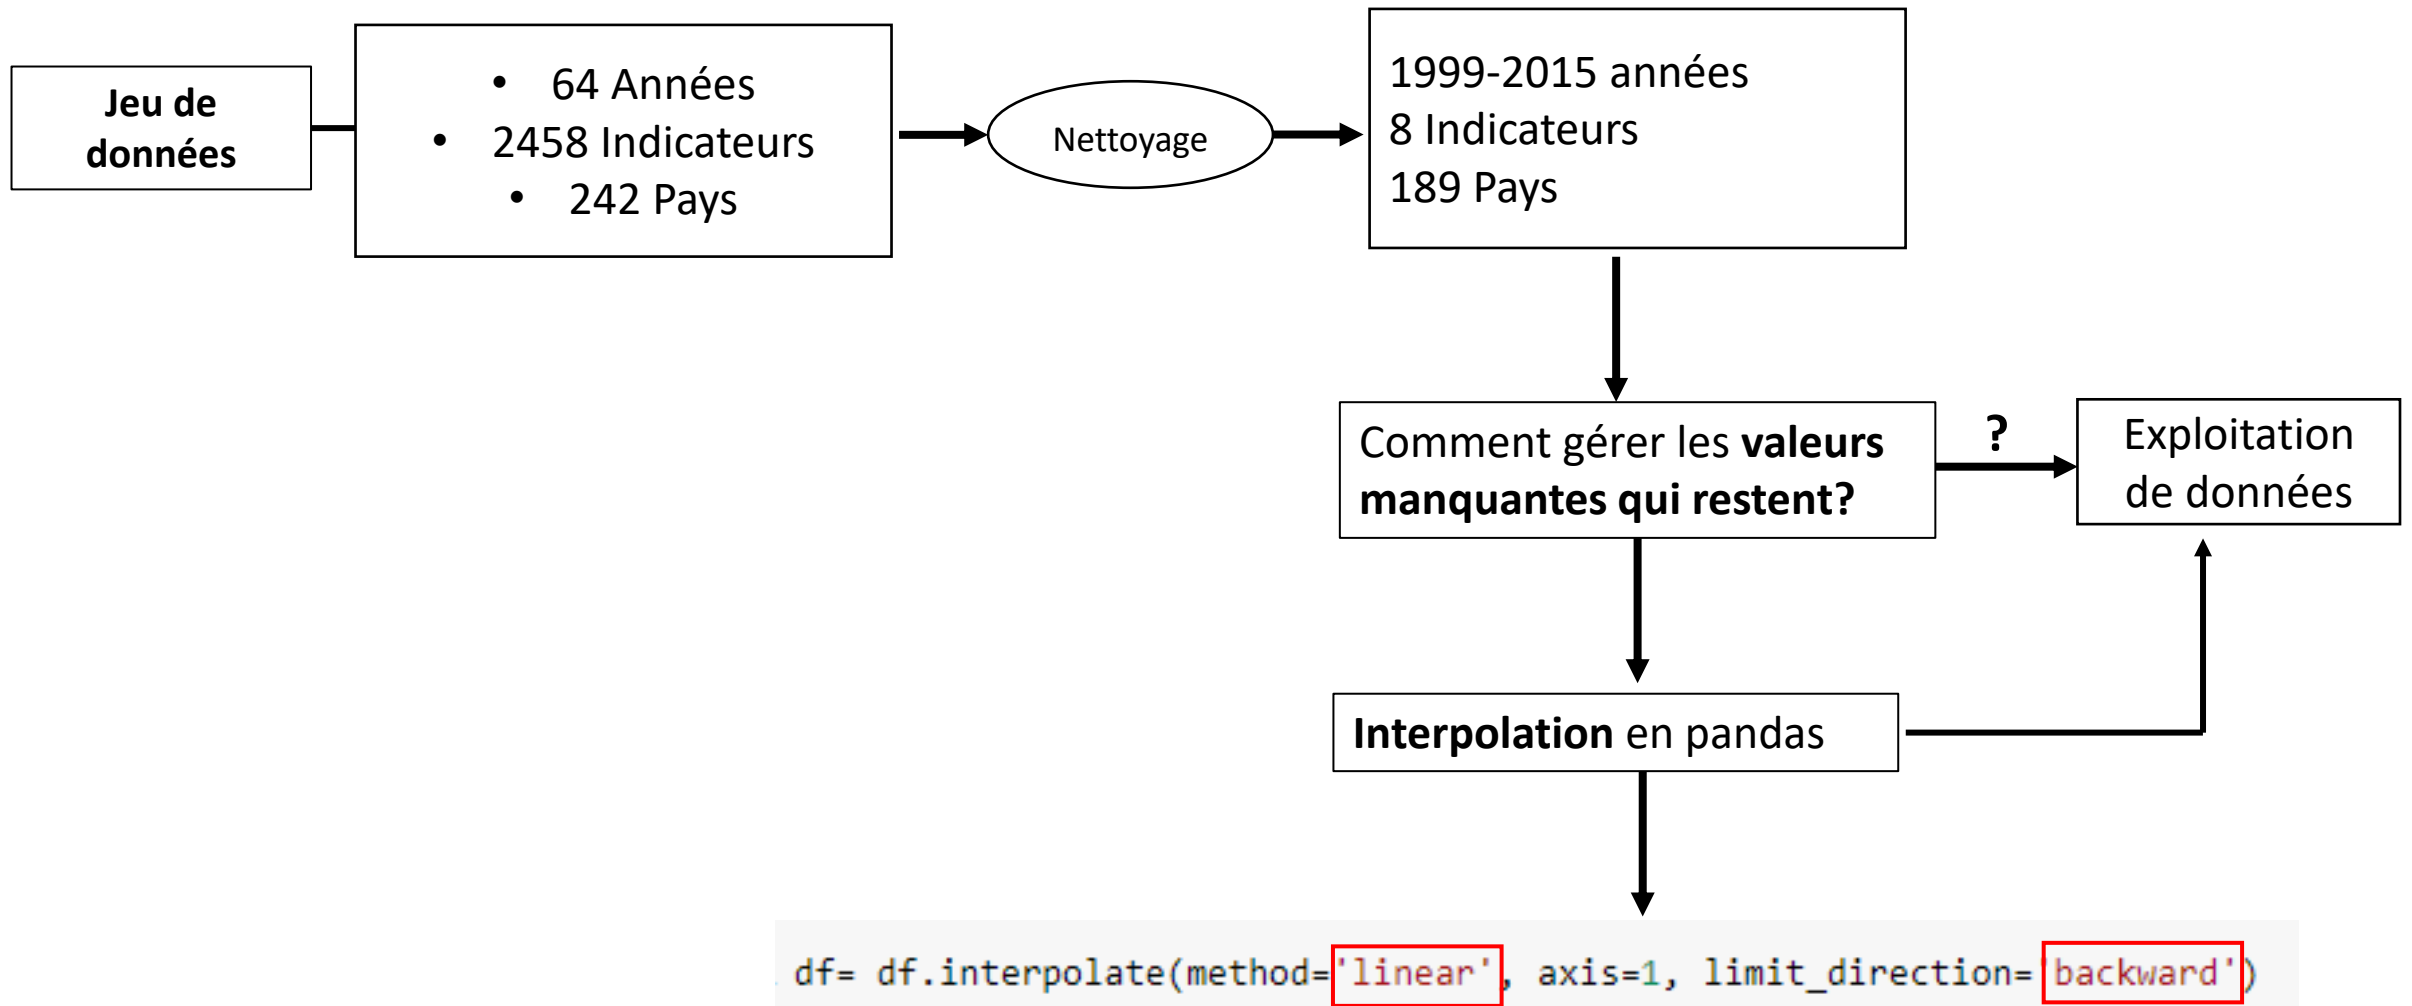 Jeu de
données
• 64 Années
• 2458 Indicateurs
• 242 Pays
Nettoyage
1999-2015 années
8 Indicateurs
189 Pays
Comment gérer les valeurs
manquantes qui restent?
?
Exploitation
de données
Interpolation en pandas
df= df.interpolate(method='linear', axis=1, limit_direction='backward')